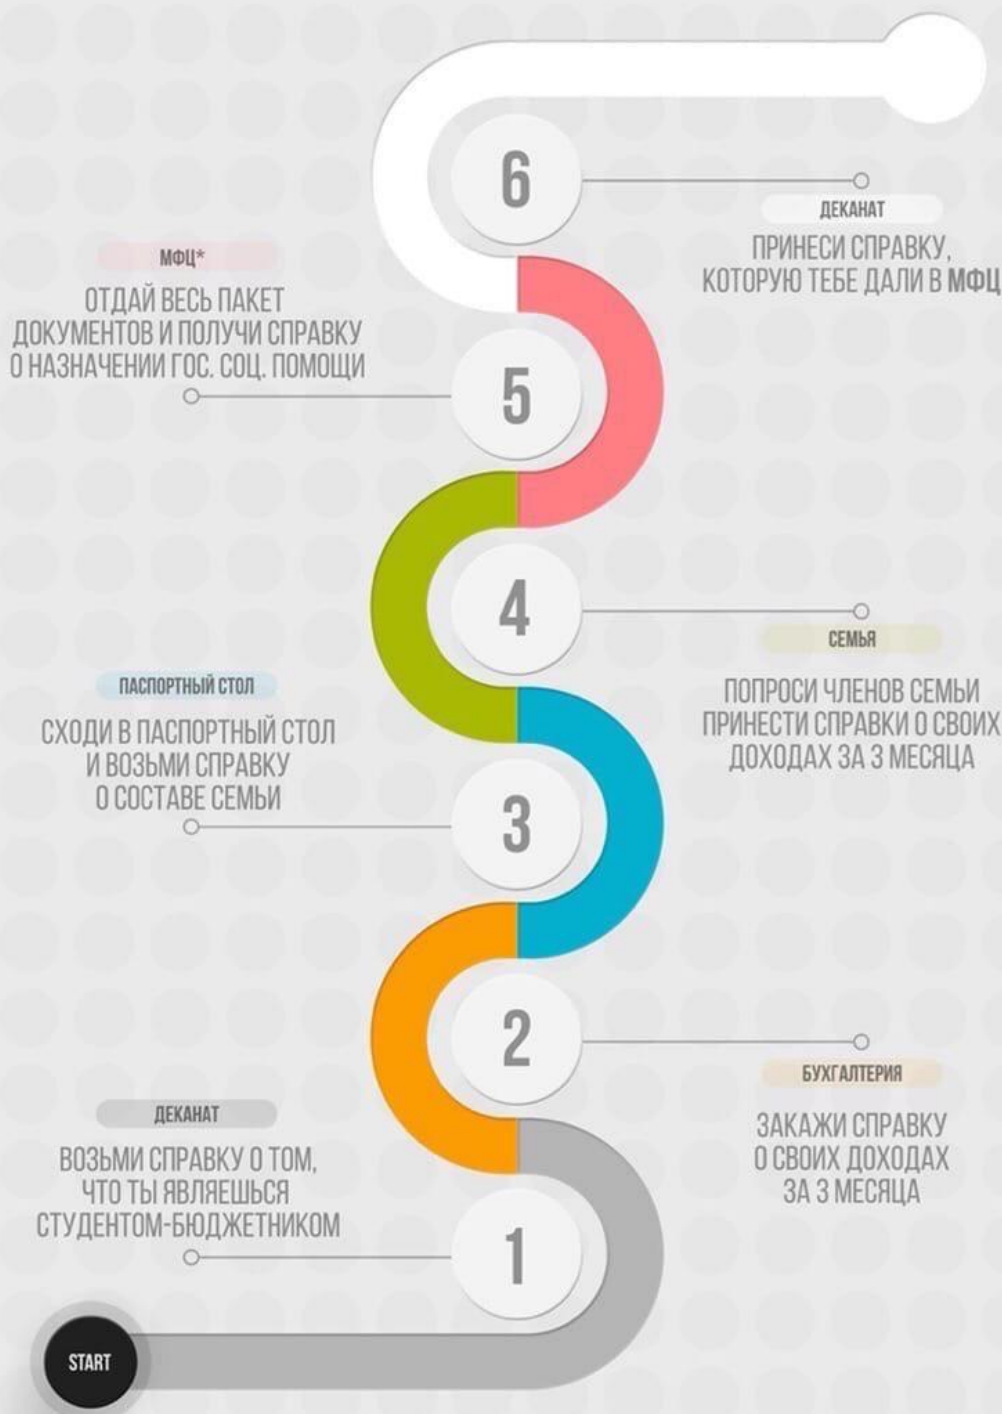 6
ДЕКАНАТ
ПРИНЕСИ СПРАВКУ,
КОТОРУЮ ТЕБЕ ДАЛИ В МФЦ
МФЦ*
ОТДАЙ ВЕСЬ ПАКЕТ
ДОКУМЕНТОВ И ПОЛУЧИ СПРАВКУ
О НАЗНАЧЕНИИ ГОС. СОЦ. ПОМОЩИ
5
4
СЕМЬЯ
ПОПРОСИ ЧЛЕНОВ СЕМЬИ
ПРИНЕСТИ СПРАВКИ О СВОИХ
ДОХОДАХ ЗА 3 МЕСЯЦА
ПАСПОРТНЫЙ СТОЛ
СХОДИ В ПАСПОРТНЫЙ СТОЛ
И ВОЗЬМИ СПРАВКУ
О СОСТАВЕ СЕМЬИ
3
2
БУХГАЛТЕРИЯ
ЗАКАЖИ СПРАВКУ
О СВОИХ ДОХОДАХ
ЗА 3 МЕСЯЦА
ДЕКАНАТ
ВОЗЬМИ СПРАВКУ О ТОМ,
ЧТО ТЫ ЯВЛЯЕШЬСЯ
СТУДЕНТОМ-БЮДЖЕТНИКОМ
1
START